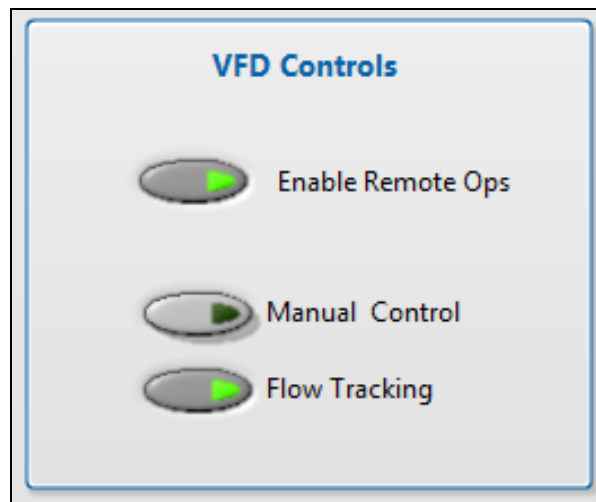 VFD Controls
Enable Remote Ops
Manual  Control
Flow Tracking